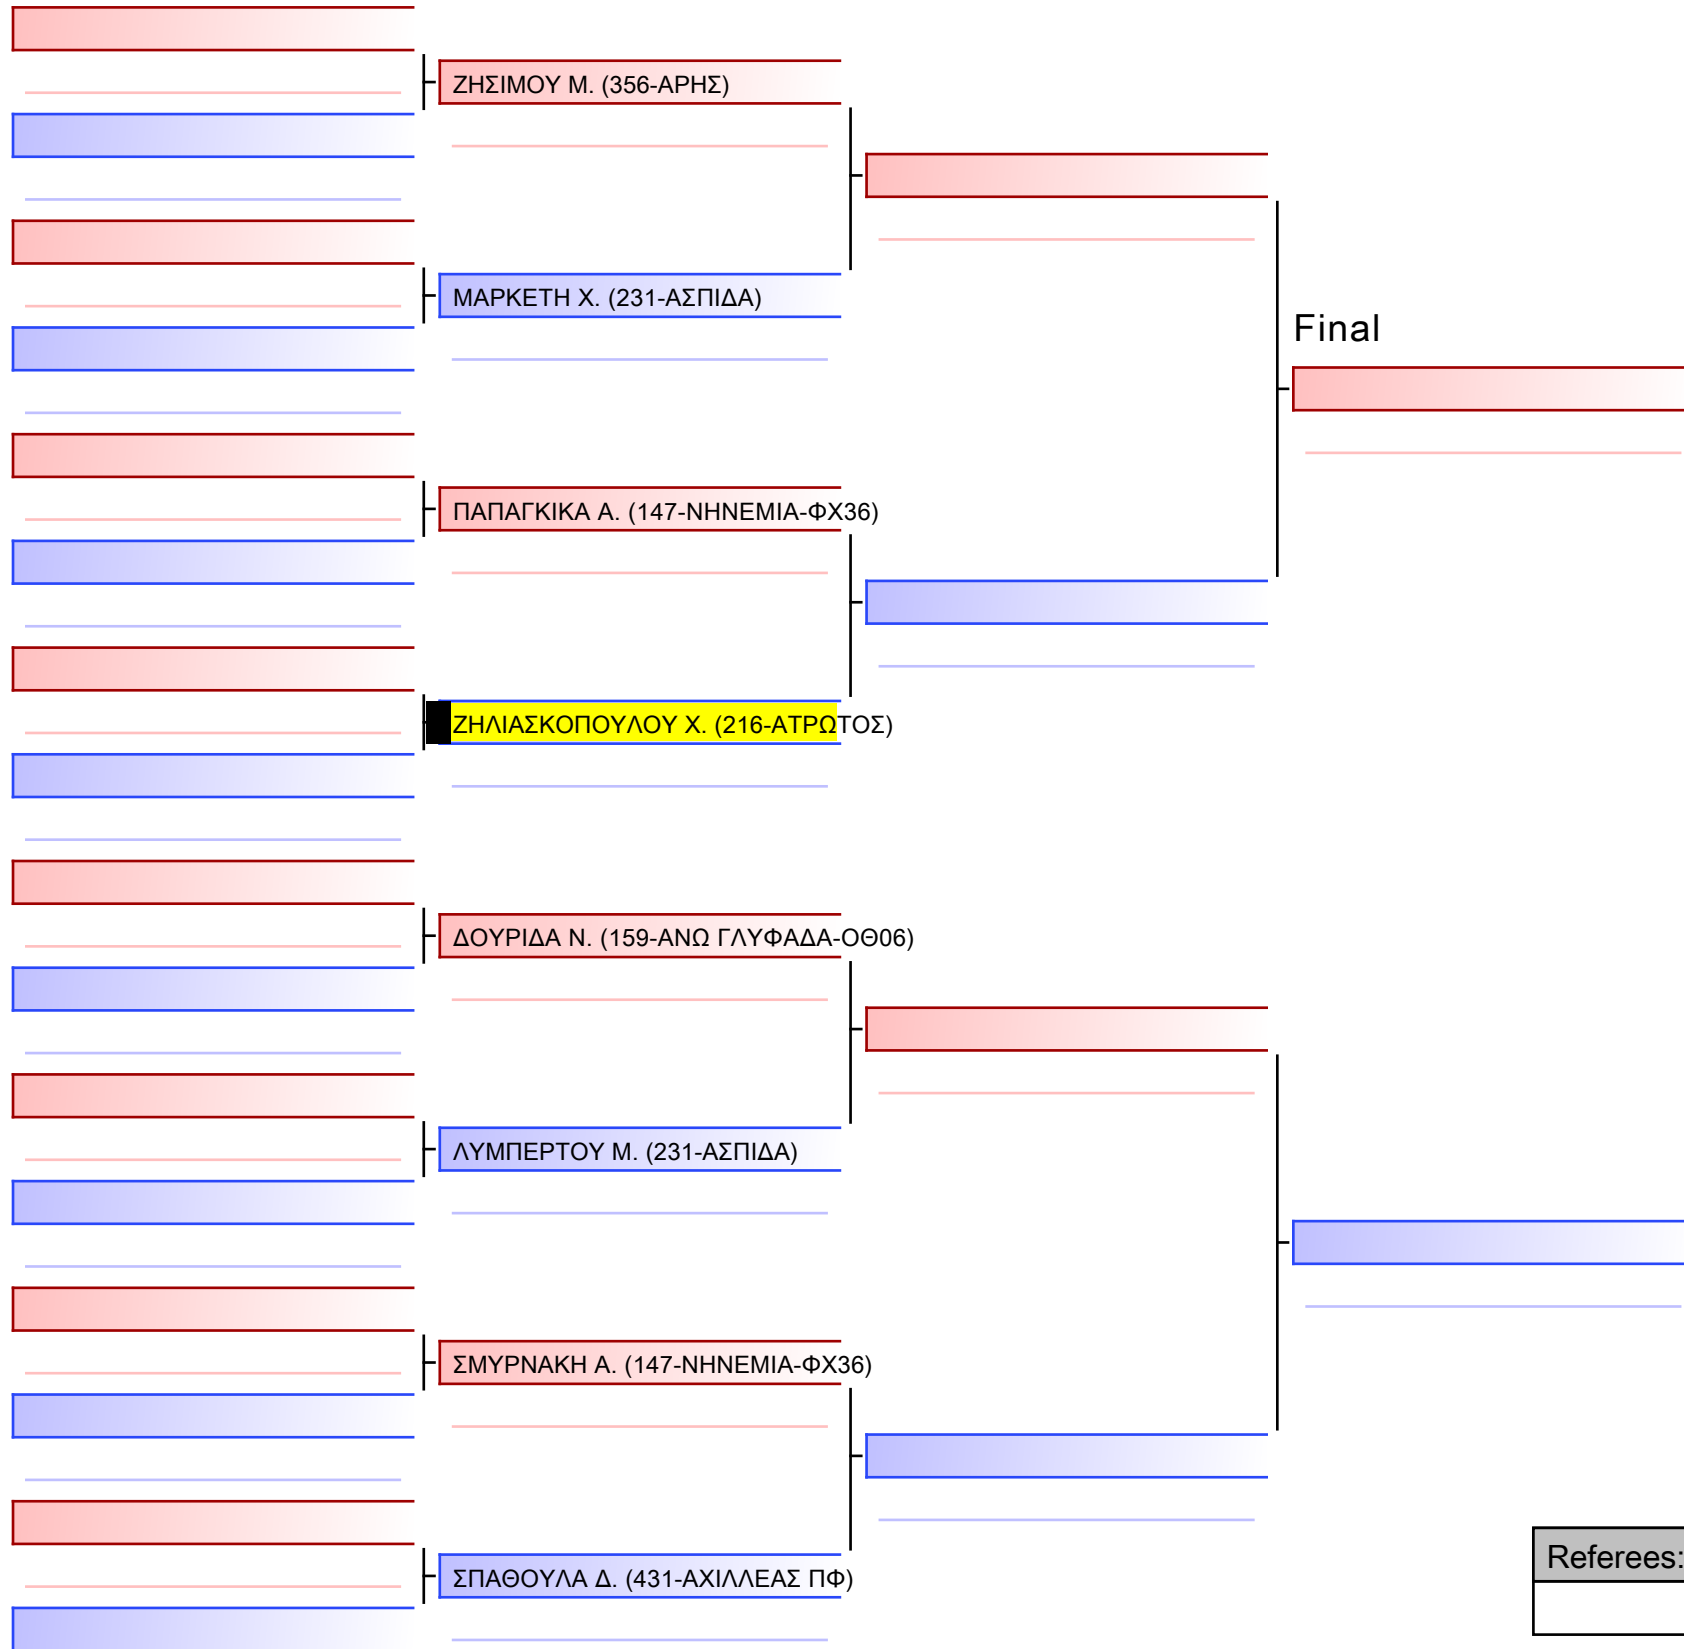 ΖΗΣΙΜΟΥ Μ. (356-ΑΡΗΣ)
ΜΑΡΚΕΤΗ Χ. (231-ΑΣΠΙΔΑ)
Final
ΠΑΠΑΓΚΙΚΑ Α. (147-ΝΗΝΕΜΙΑ-ΦΧ36)
ΖΗΛΙΑΣΚΟΠΟΥΛΟΥ Χ. (216-ΑΤΡΩΤΟΣ)
ΔΟΥΡΙΔΑ Ν. (159-ΑΝΩ ΓΛΥΦΑΔΑ-ΟΘ06)
ΛΥΜΠΕΡΤΟΥ Μ. (231-ΑΣΠΙΔΑ)
ΣΜΥΡΝΑΚΗ Α. (147-ΝΗΝΕΜΙΑ-ΦΧ36)
ΣΠΑΘΟΥΛΑ Δ. (431-ΑΧΙΛΛΕΑΣ ΠΦ)
Referees: